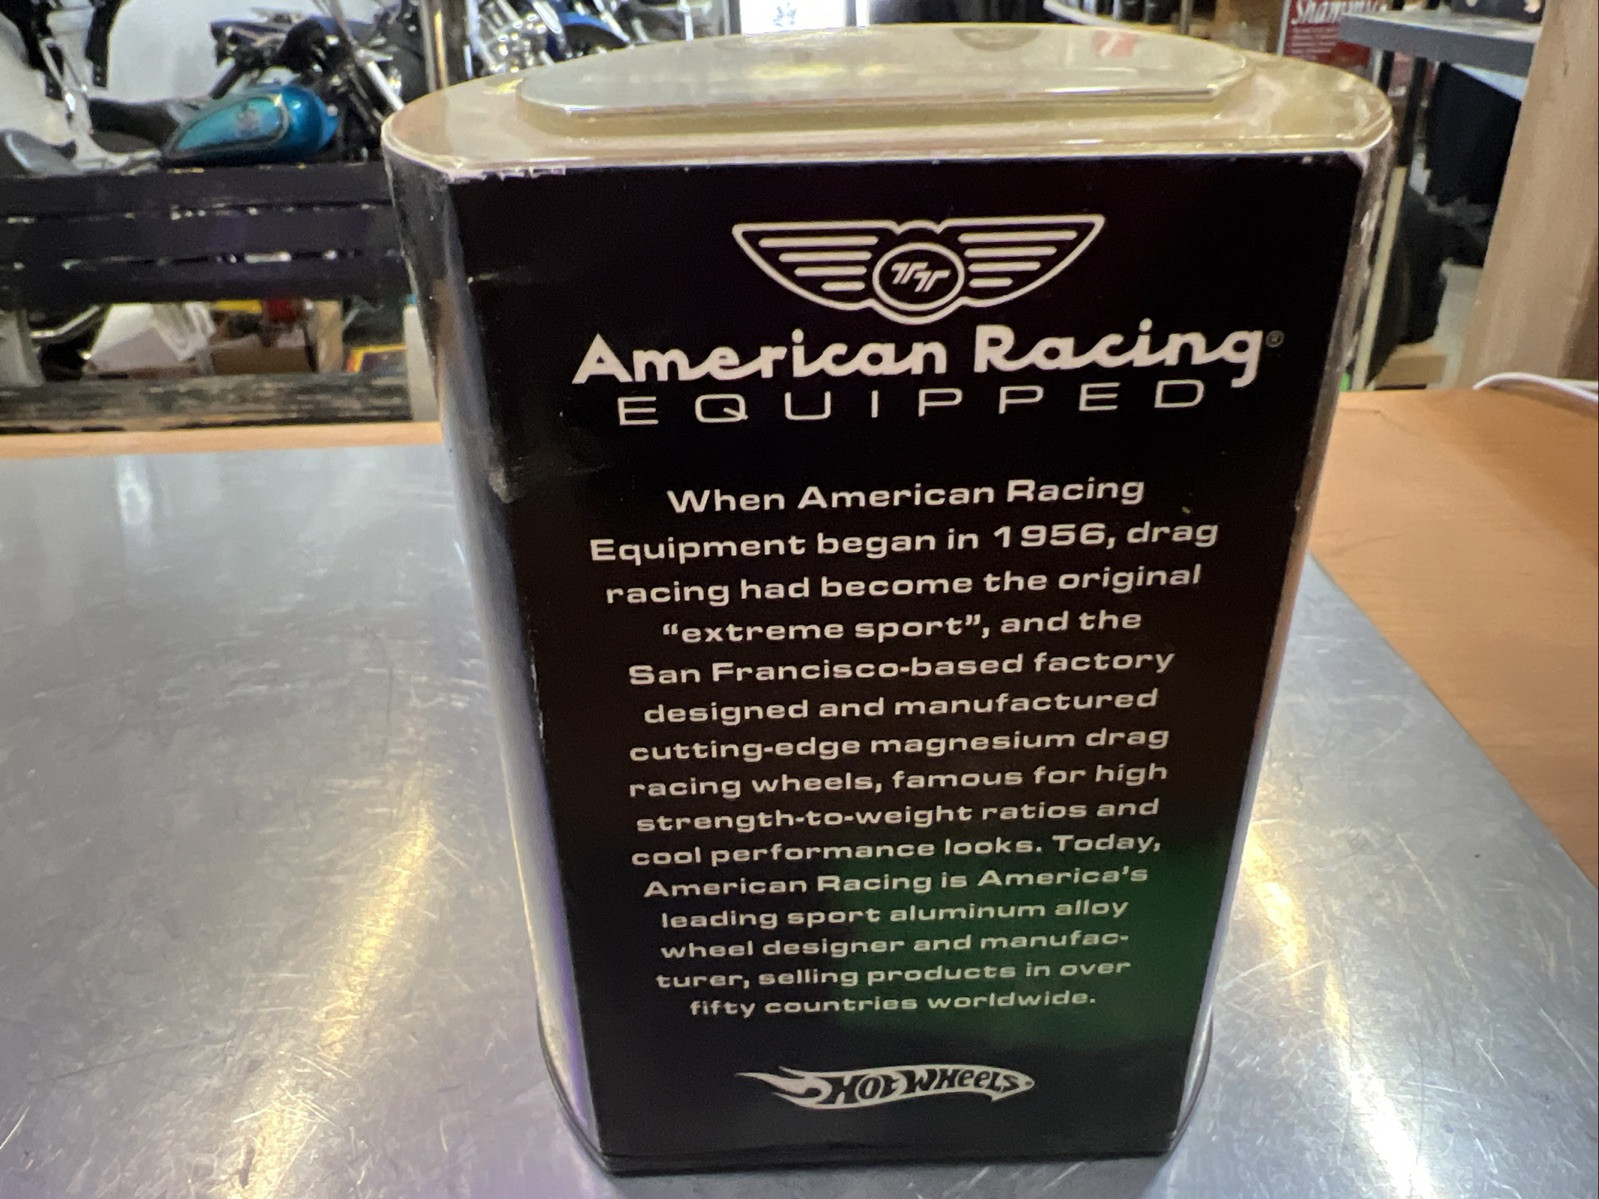 Shammy
American Racing®
EQUIPPED
When American Racing
Equipment began in 1956, drag
racing had become the original
“extreme sport”, and the
San Francisco-based factory
designed and manufactured
cutting-edge magnesium drag
racing wheels, famous for high
strength-to-weight ratios and
cool performance looks. Today,
American Racing is America's
leading sport aluminum alloy
wheel designer and manufac-
turer, selling products in over
fifty countries worldwide.
HOT WHEELS